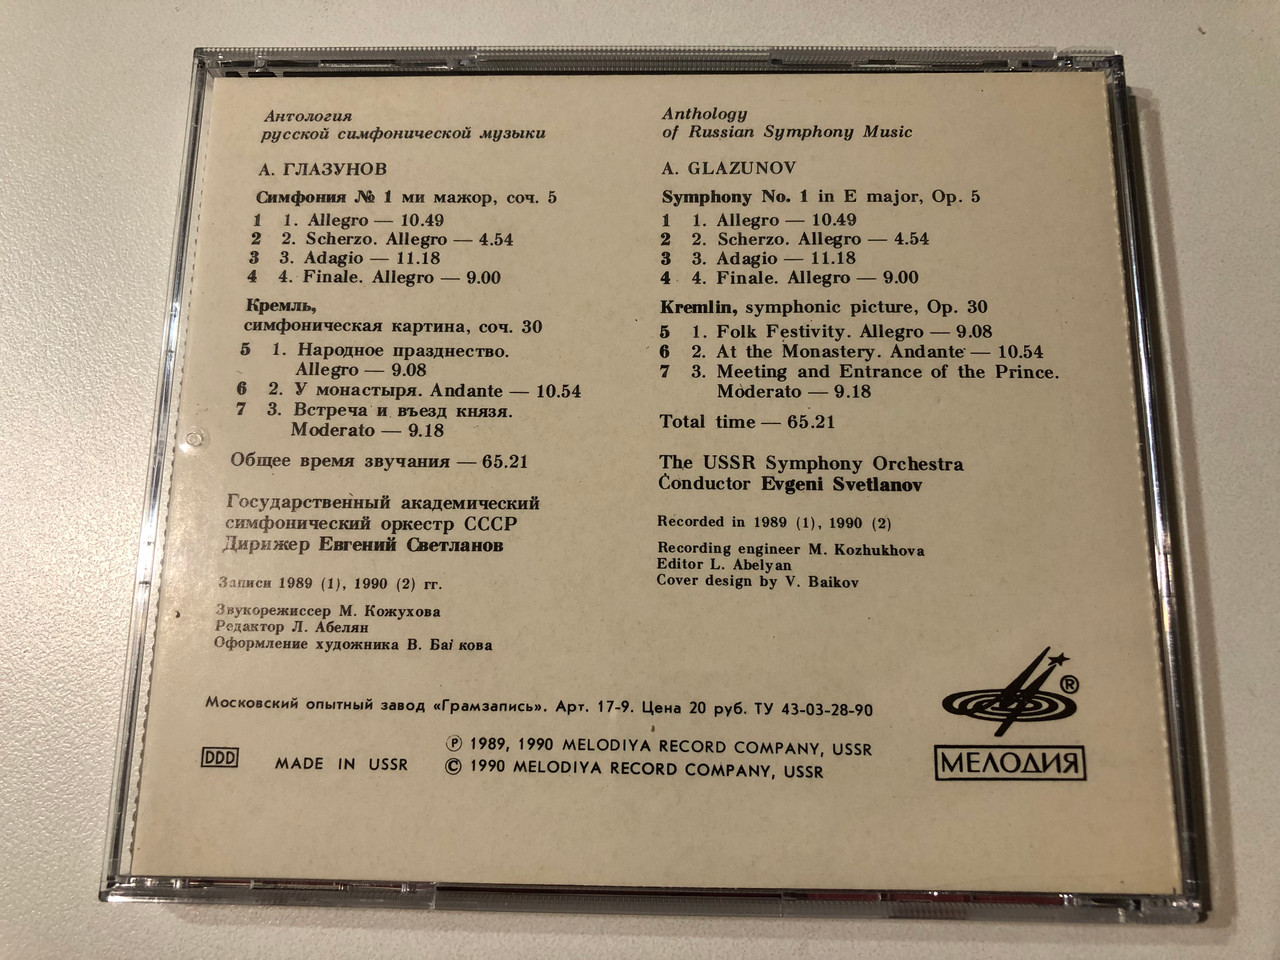 Антология
русской симфонической музыки
А. ГЛАЗУНОВ
Симфония № 1 ми мажор, соч. 5
1 1. Allegro — 10.49
2 2. Scherzo. Allegro — 4.54
3 3. Adagio — 11.18
4 4. Finale. Allegro — 9.00
Кремль,
симфоническая картина, соч. 30
5 1. Народное празднество.
Allegro — 9.08
6 2. У монастыря. Andante — 10.54
7 3. Встреча и въезд князя.
Moderato — 9.18
Общее время звучания — 65.21
Государственный академический
симфонический оркестр СССР
Дирижер Евгений Светланов
Записи 1989 (1), 1990 (2) гг.
Звукорежиссер М. Кожухова
Редактор Л. Абелян
Оформление художника В. Байкова
Anthology
of Russian Symphony Music
A. GLAZUNOV
Symphony No. 1 in E major, Op. 5
1 1. Allegro — 10.49
2 2. Scherzo. Allegro — 4.54
3 3. Adagio — 11.18
4 4. Finale. Allegro — 9.00
Kremlin, symphonic picture, Op. 30
5 1. Folk Festivity. Allegro — 9.08
6 2. At the Monastery. Andante — 10.54
7 3. Meeting and Entrance of the Prince.
Moderato — 9.18
Total time — 65.21
The USSR Symphony Orchestra
Conductor Evgeni Svetlanov
Recorded in 1989 (1), 1990 (2)
Recording engineer M. Kozhukhova
Editor L. Abelyan
Cover design by V. Baikov
Московский опытный завод «Грамзапись». Арт. 17-9. Цена 20 руб. ТУ 43-03-28-90
DDD MADE IN USSR
℗ 1989, 1990 MELODIYA RECORD COMPANY, USSR
© 1990 MELODIYA RECORD COMPANY, USSR
®
МЕЛОДИЯ